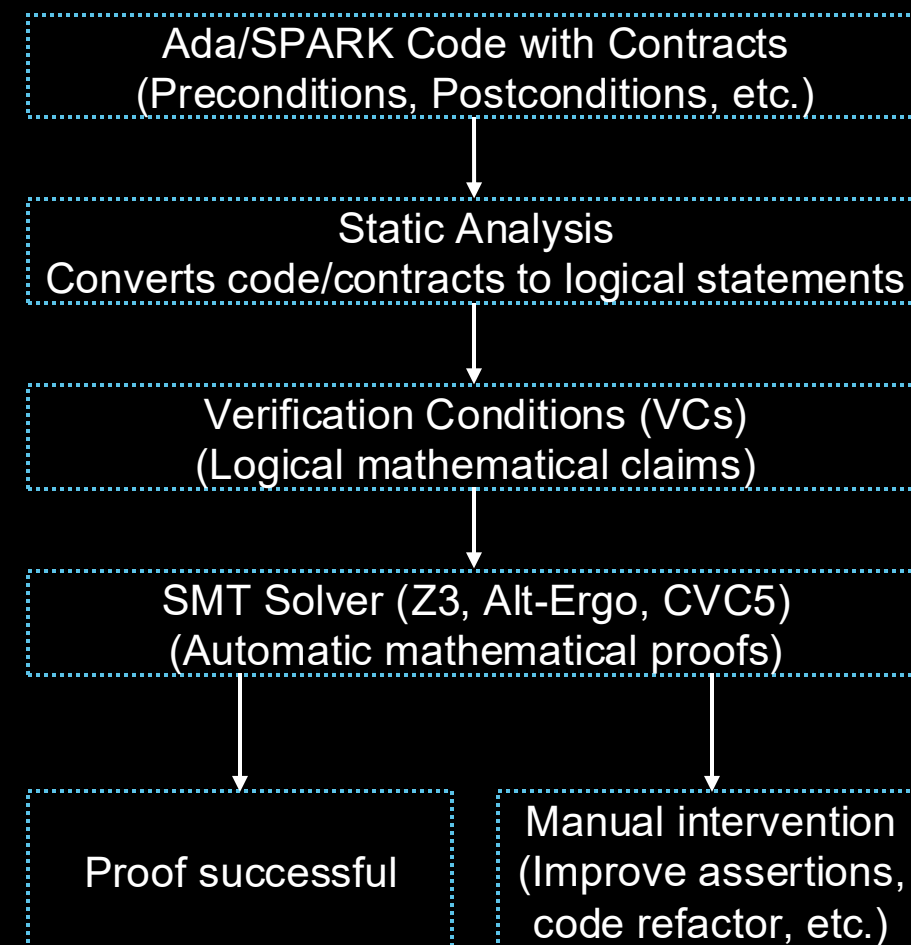 Ada/SPARK Code with Contracts
(Preconditions, Postconditions, etc.)
Static Analysis
Converts code/contracts to logical statements
Verification Conditions (VCs)
(Logical mathematical claims)
SMT Solver (Z3, Alt-Ergo, CVC5)
(Automatic mathematical proofs)
Proof successful
Manual intervention
(Improve assertions,
code refactor, etc.)